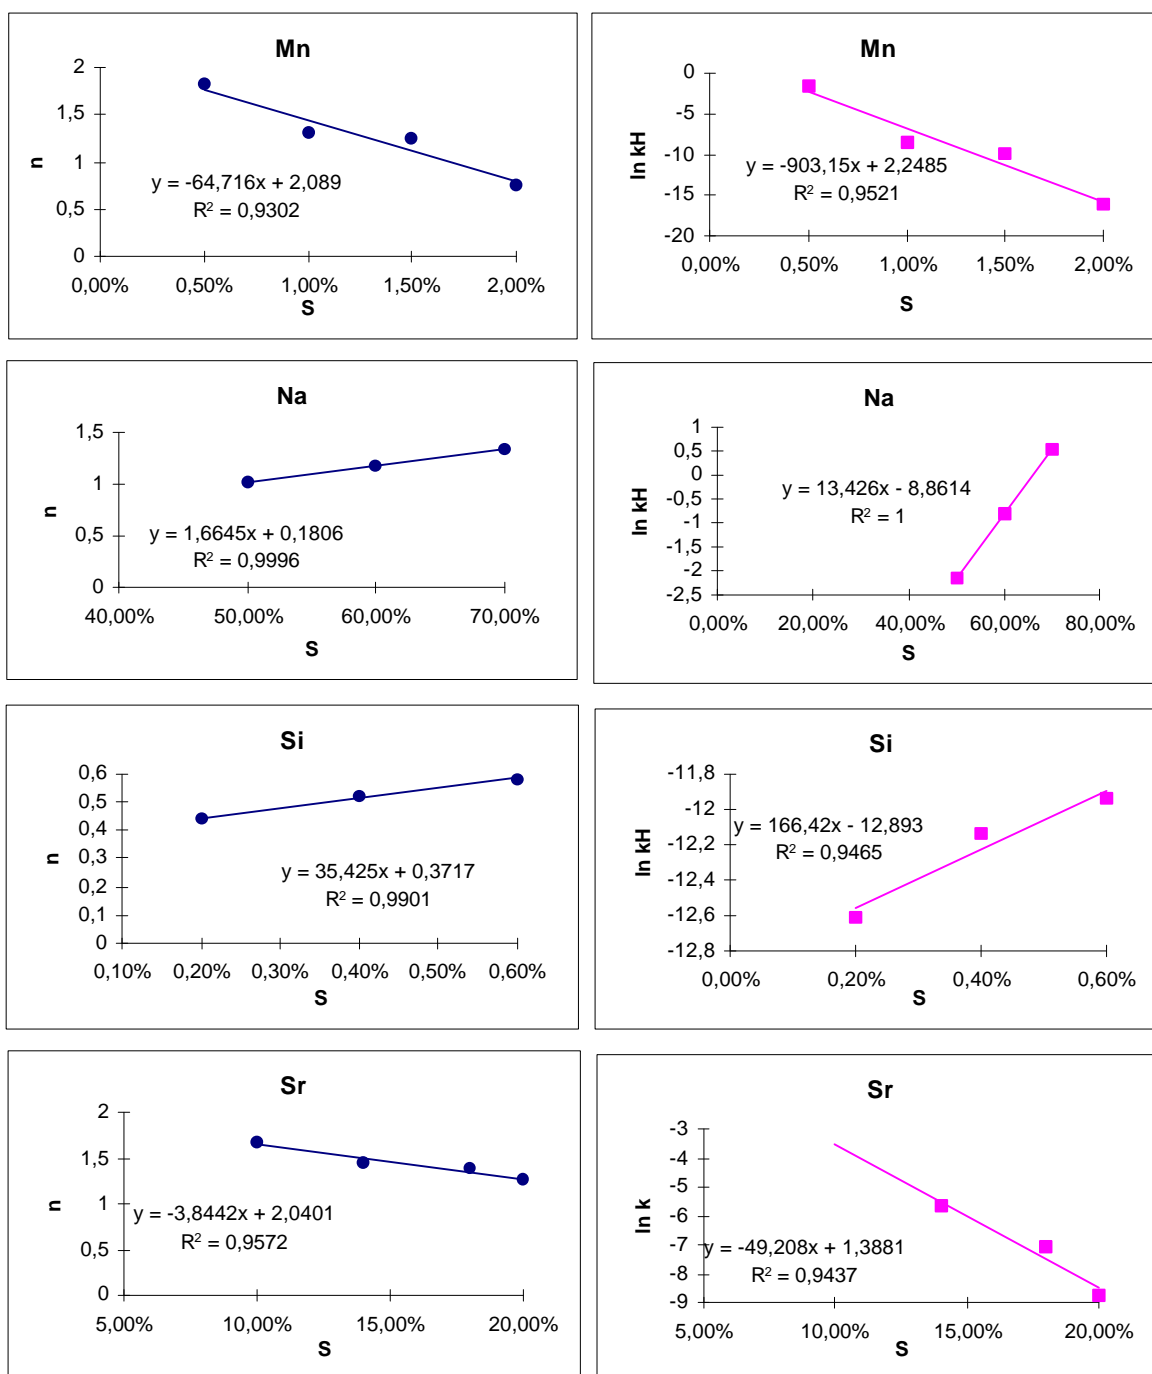 Mn
2
1,5
1
0,5
0
n
y = -64,716x + 2,089
R² = 0,9302
0,00% 0,50% 1,00% 1,50% 2,00%
S
Mn
0
-5
-10
-15
-20
ln kH
y = -903,15x + 2,2485
R² = 0,9521
0,00% 0,50% 1,00% 1,50% 2,00%
S
Na
1,5
1
0,5
0
n
y = 1,6645x + 0,1806
R² = 0,9996
40,00% 50,00% 60,00% 70,00%
S
Na
1
0,5
0
-0,5
-1
-1,5
-2
-2,5
ln kH
y = 13,426x - 8,8614
R² = 1
0,00% 20,00% 40,00% 60,00% 80,00%
S
Si
0,6
0,5
0,4
0,3
0,2
0,1
0
n
y = 35,425x + 0,3717
R² = 0,9901
0,10% 0,20% 0,30% 0,40% 0,50% 0,60%
S
Si
-11,8
-12
-12,2
-12,4
-12,6
-12,8
ln kH
y = 166,42x - 12,893
R² = 0,9465
0,00% 0,20% 0,40% 0,60%
S
Sr
2
1,5
1
0,5
0
n
y = -3,8442x + 2,0401
R² = 0,9572
5,00% 10,00% 15,00% 20,00%
S
Sr
-3
-4
-5
-6
-7
-8
-9
ln k
y = -49,208x + 1,3881
R² = 0,9437
5,00% 10,00% 15,00% 20,00%
S